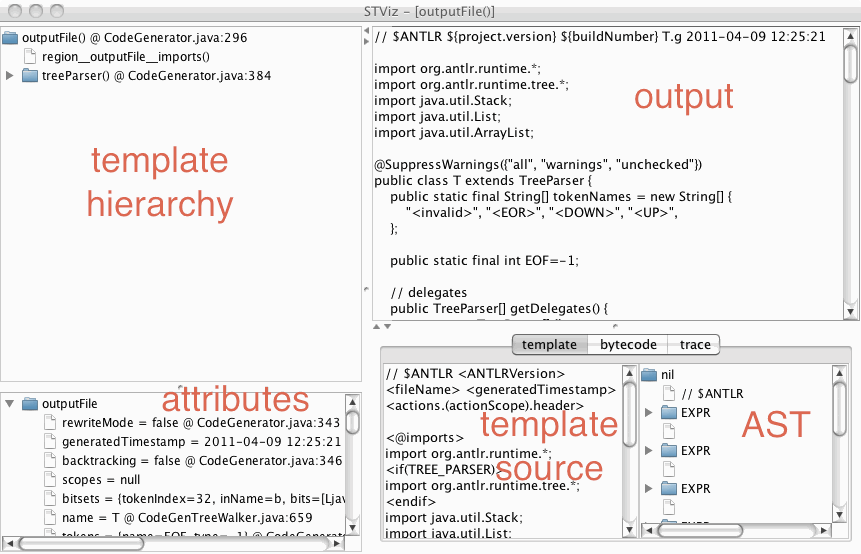 STViz - [outputFile()]
outputFile() @ CodeGenerator.java:296
region__outputFile__imports()
treeParser() @ CodeGenerator.java:384
template
hierarchy
// $ANTLR ${project.version} ${buildNumber} T.g 2011-04-09 12:25:21
import org.antlr.runtime.*;
import org.antlr.runtime.tree.*;
import java.util.Stack;
import java.util.List;
import java.util.ArrayList;
@SuppressWarnings({"all", "warnings", "unchecked"})
public class T extends TreeParser {
public static final String[] tokenNames = new String[] {
"<invalid>", "<EOR>", "<DOWN>", "<UP>",
};
public static final int EOF=-1;
// delegates
public TreeParser[] getDelegates() {
output
attributes
outputFile
rewriteMode = false @ CodeGenerator.java:343
generatedTimestamp = 2011-04-09 12:25:21
backtracking = false @ CodeGenerator.java:346
scopes = null
bitsets = {tokenIndex=32, inName=b, bits=[Ljav
name = T @ CodeGenTreeWalker.java:659
tokens = {name=EOF, type=-1} @ CodeGenerato
template bytecode trace
// $ANTLR <ANTLRVersion>
<fileName> <generatedTimestamp>
<actions.(actionScope).header>
<@imports>
import org.antlr.runtime.*;
<if(TREE_PARSER)>
import org.antlr.runtime.tree.*;
<endif>
import java.util.Stack;
import java.util.List;
template
source
nil
// $ANTLR
EXPR
EXPR
EXPR
EXPR
AST